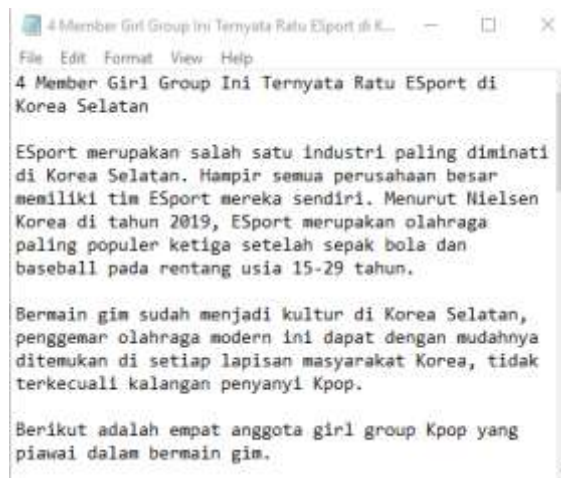 4 Member Girl Group Ini Ternyata Ratu ESport di K...
File Edit Format View Help
4 Member Girl Group Ini Ternyata Ratu ESport di
Korea Selatan
ESport merupakan salah satu industri paling diminati
di Korea Selatan. Hampir semua perusahaan besar
memiliki tim ESport mereka sendiri. Menurut Nielsen
Korea di tahun 2019, ESport merupakan olahraga
paling populer ketiga setelah sepak bola dan
baseball pada rentang usia 15-29 tahun.
Bermain gim sudah menjadi kultur di Korea Selatan,
penggemar olahraga modern ini dapat dengan mudahnya
ditemukan di setiap lapisan masyarakat Korea, tidak
terkecuali kalangan penyanyi Kpop.
Berikut adalah empat anggota girl group Kpop yang
piawai dalam bermain gim.